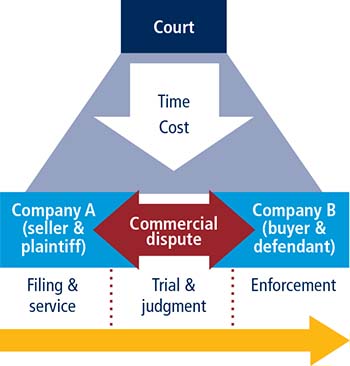 Court
Time
Cost
Company A
(seller &
plaintiff)
Commercial
dispute
Company B
(buyer &
defendant)
Filing &
service
Trial &
judgment
Enforcement